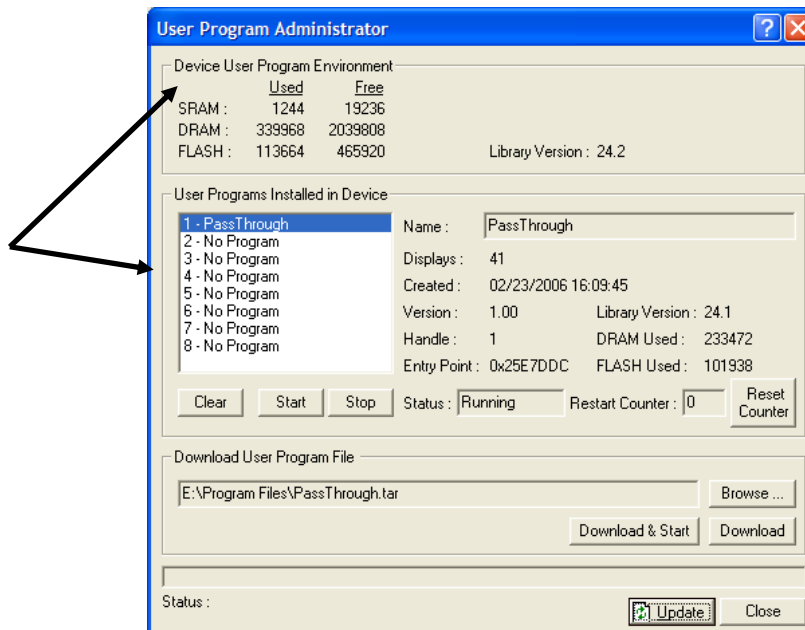 User Program Administrator
Device User Program Environment
Used Free
SRAM : 1244 19236
DRAM : 339968 2039808
FLASH : 113664 465920 Library Version : 24.2
User Programs Installed in Device
1 - PassThrough
2 - No Program
3 - No Program
4 - No Program
5 - No Program
6 - No Program
7 - No Program
8 - No Program
Name : PassThrough
Displays : 41
Created : 02/23/2006 16:09:45
Version : 1.00 Library Version : 24.1
Handle : 1 DRAM Used : 233472
Entry Point : 0x25E7DDC FLASH Used : 101938
Clear Start Stop Status : Running Restart Counter : 0 Reset Counter
Download User Program File
E:\Program Files\PassThrough.tar Browse ...
Download & Start Download
Status :
Update Close